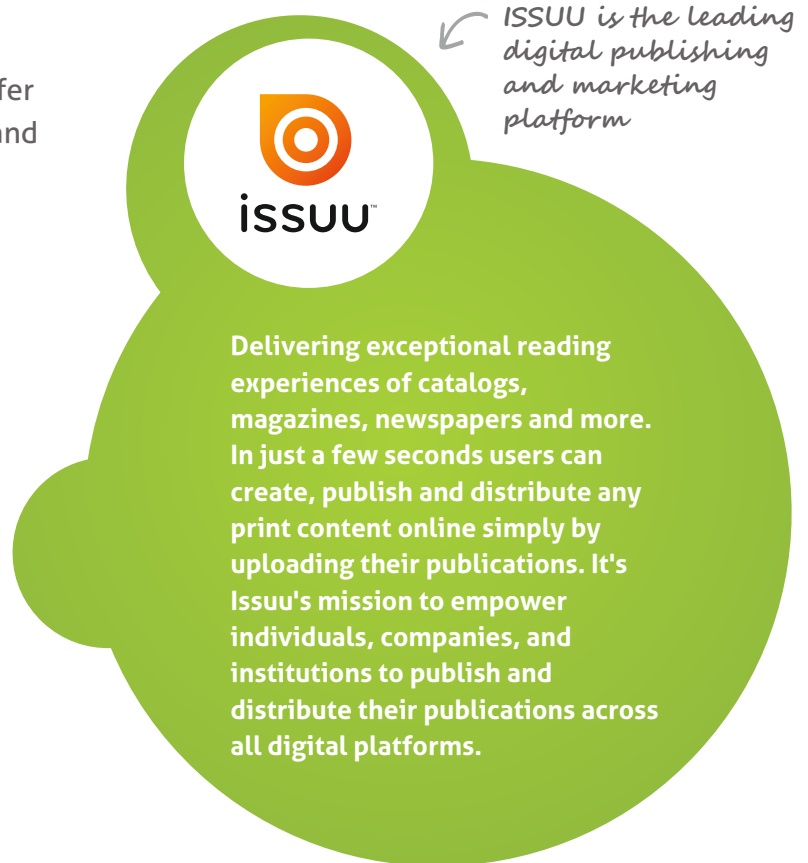 ISSUU is the leading
digital publishing
and marketing
platform
fer
and
issuu™
Delivering exceptional reading
experiences of catalogs,
magazines, newspapers and more.
In just a few seconds users can
create, publish and distribute any
print content online simply by
uploading their publications. It's
Issuu's mission to empower
individuals, companies, and
institutions to publish and
distribute their publications across
all digital platforms.